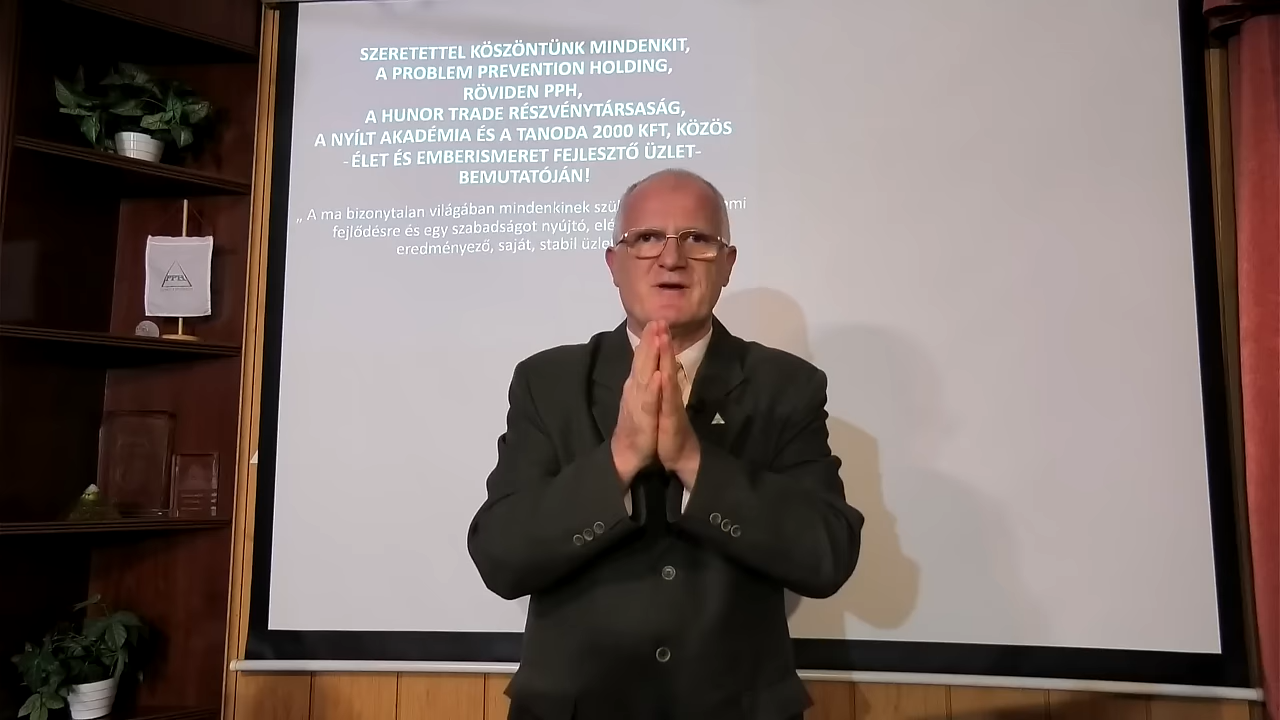 SZERETETTEL KÖSZÖNTÜNK MINDENKIT,
A PROBLEM PREVENTION HOLDING,
RÖVIDEN PPH,
A HUNOR TRADE RÉSZVÉNYTÁRSASÁG,
A NYÍLT AKADÉMIA ÉS A TANODA 2000 KFT, KÖZÖS
-ÉLET ÉS EMBERISMERET FEJLESZTŐ ÜZLET-
BEMUTATÓJÁN!
„ A ma bizonytalan világában mindenkinek
fejlődésre és egy szabadságot nyújtó,
eredményező, saját, stabil
PPH